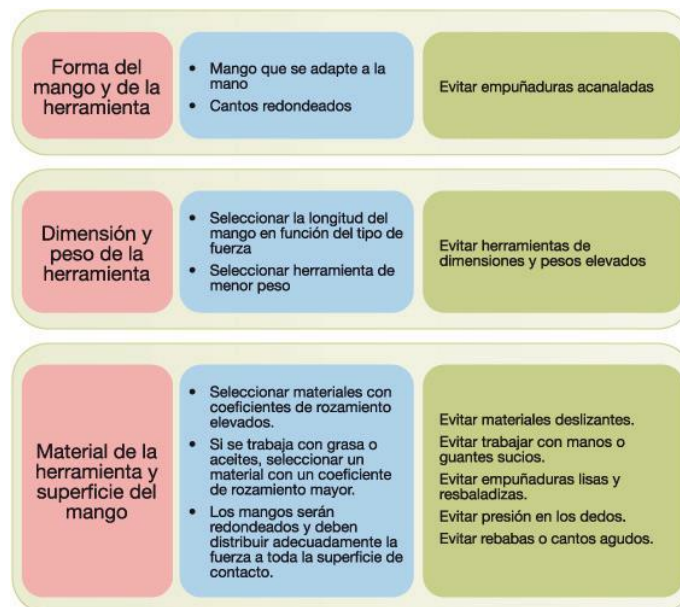 Forma del
mango y de la
herramienta
• Mango que se adapte a la
mano
• Cantos redondeados
Evitar empuñaduras acanaladas
Dimensión y
peso de la
herramienta
• Seleccionar la longitud del
mango en función del tipo de
fuerza
• Seleccionar herramienta de
menor peso
Evitar herramientas de
dimensiones y pesos elevados
Material de la
herramienta y
superficie del
mango
• Seleccionar materiales con
coeficientes de rozamiento
elevados.
• Si se trabaja con grasa o
aceites, seleccionar un
material con un coeficiente
de rozamiento mayor.
• Los mangos serán
redondeados y deben
distribuir adecuadamente la
fuerza a toda la superficie de
contacto.
Evitar materiales deslizantes.
Evitar trabajar con manos o
guantes sucios.
Evitar empuñaduras lisas y
resbaladizas.
Evitar presión en los dedos.
Evitar rebabas o cantos agudos.